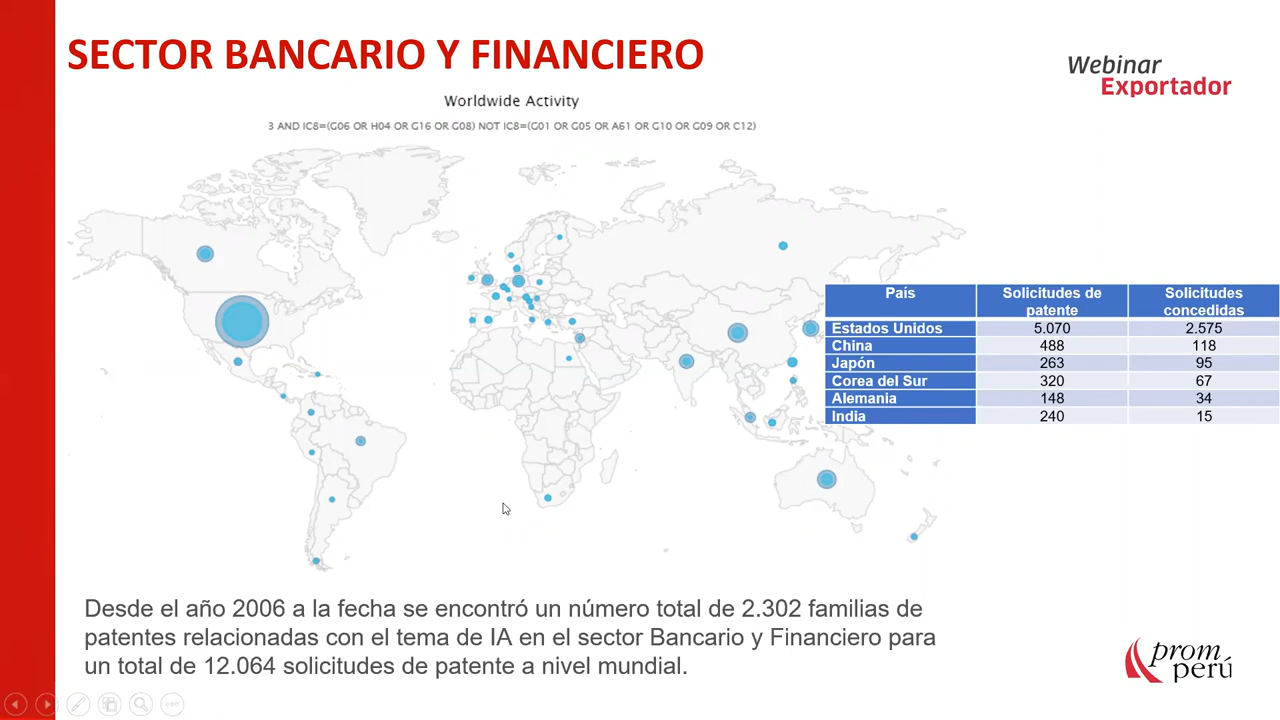 SECTOR BANCARIO Y FINANCIERO
Webinar
Exportador
Worldwide Activity
3 AND IC8=(G06 OR H04 OR G16 OR G08) NOT IC8=(G01 OR G05 OR A61 OR G10 OR G09 OR C12)
País Solicitudes de patente Solicitudes concedidas
Estados Unidos 5.070 2.575
China 488 118
Japón 263 95
Corea del Sur 320 67
Alemania 148 34
India 240 15
Desde el año 2006 a la fecha se encontró un número total de 2.302 familias de
patentes relacionadas con el tema de IA en el sector Bancario y Financiero para
un total de 12.064 solicitudes de patente a nivel mundial.
prom
perú